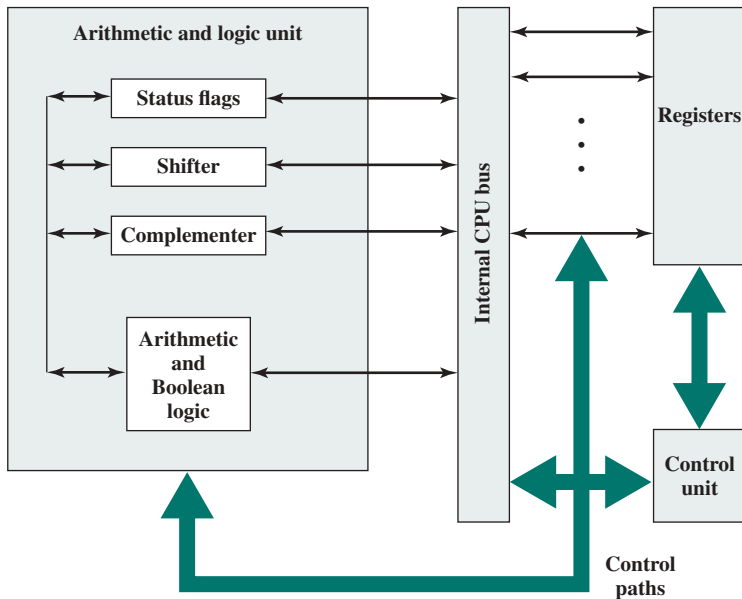 Arithmetic and logic unit
Status flags
Shifter
Complementer
Arithmetic
and
Boolean
logic
Internal CPU bus
Registers
Control
unit
Control
paths